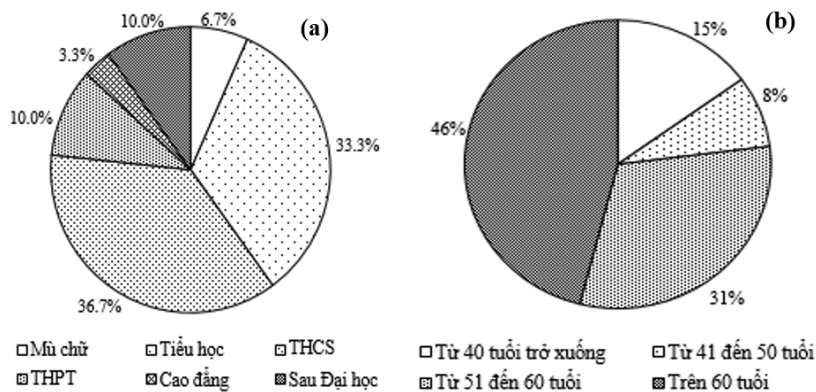 (a)
10.0%
6.7%
3.3%
10.0%
33.3%
36.7%
Mù chữ Tiểu học THCS
THPT Cao đẳng Sau Đại học
(b)
15%
8%
46%
31%
Từ 40 tuổi trở xuống Từ 41 đến 50 tuổi
Từ 51 đến 60 tuổi Trên 60 tuổi